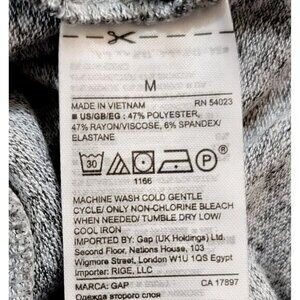 M
MADE IN VIETNAM RN 54023
■ US/GB/EG : 47% POLYESTER,
47% RAYON/VISCOSE, 6% SPANDEX/
ELASTANE
30 P
1166
MACHINE WASH COLD GENTLE
CYCLE/ ONLY NON-CHLORINE BLEACH
WHEN NEEDED/ TUMBLE DRY LOW/
COOL IRON
IMPORTED BY: Gap (UK Holdings) Ltd
Second Floor, Nations House, 103
Wigmore Street, London W1U 1QS Egypt
Importer: RIGE, LLC
MARCA: GAP CA 17897
Одежда второго слоя